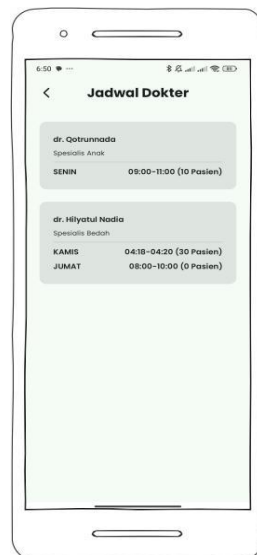 6:50
Jadwal Dokter
dr. Qotrunnada
Spesialis Anak
SENIN 09:00-11:00 (10 Pasien)
dr. Hilyatul Nadia
Spesialis Bedah
KAMIS 04:18-04:20 (30 Pasien)
JUMAT 08:00-10:00 (0 Pasien)